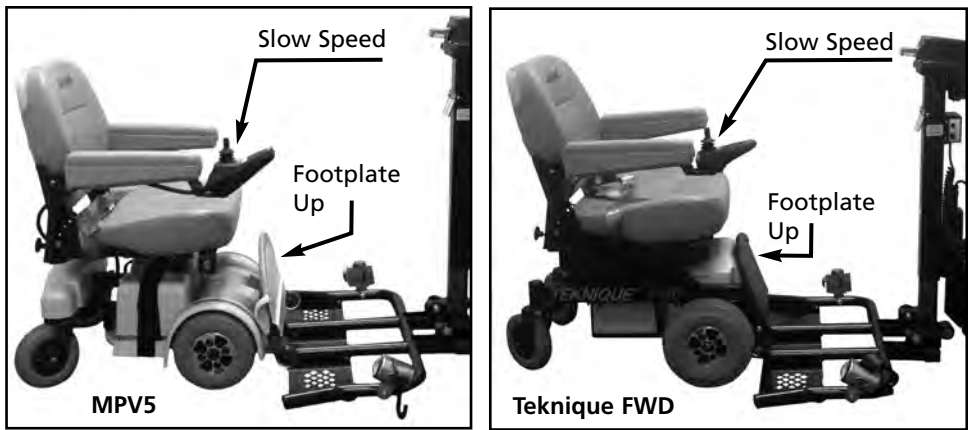 Slow Speed
Footplate
Up
MPV5
Slow Speed
Footplate
Up
TEKNIQUE
Teknique FWD